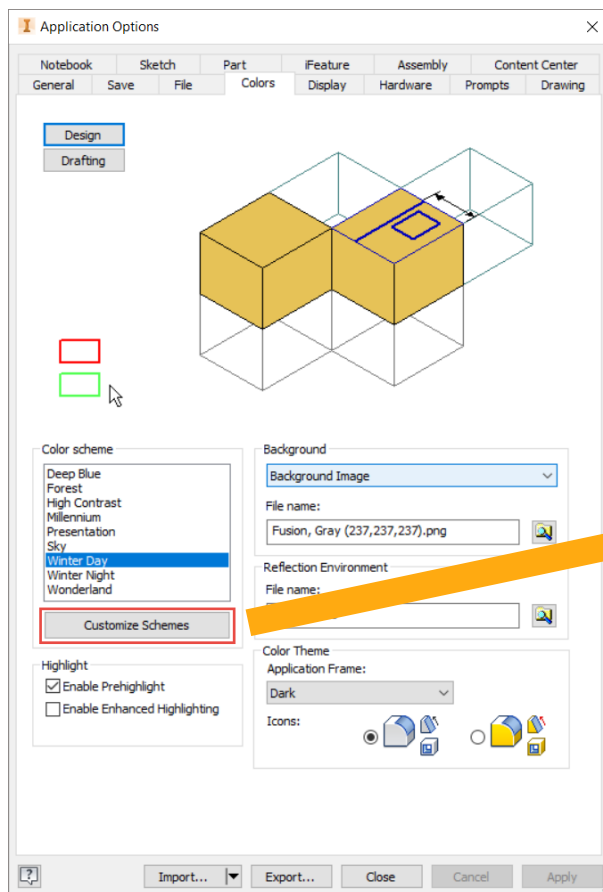 Application Options
Notebook Sketch Part iFeature Assembly Content Center
General Save File Colors Display Hardware Prompts Drawing
Design
Drafting
Color scheme
Deep Blue
Forest
High Contrast
Millennium
Presentation
Sky
Winter Day
Winter Night
Wonderland
Customize Schemes
Highlight
Enable Prehighlight
Enable Enhanced Highlighting
Background
Background Image
File name:
Fusion, Gray (237,237,237).png
Reflection Environment
File name:
Color Theme
Application Frame:
Dark
Icons:
Import... Export... Close Cancel Apply